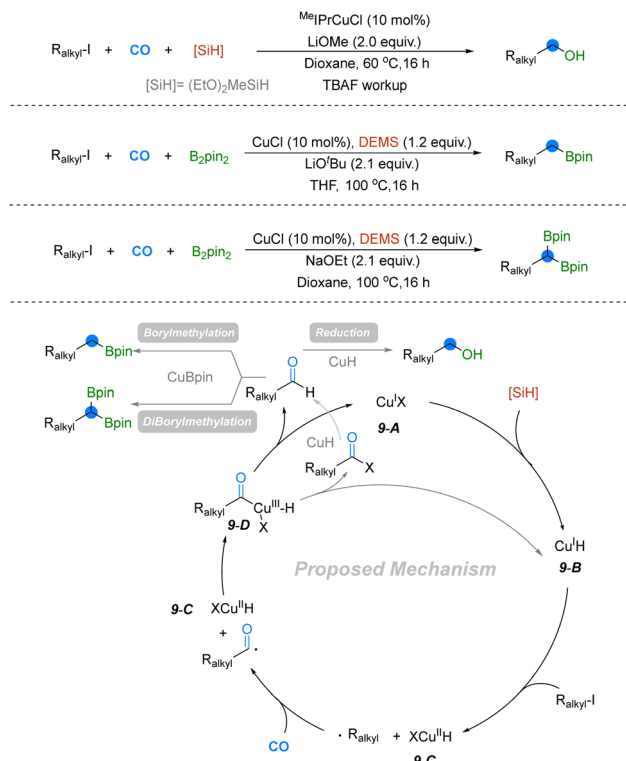 MeIPrCuCl (10 mol%)
Ralkyl-I + CO + [SiH] LiOMe (2.0 equiv.) Ralkyl OH
Dioxane, 60 oC,16 h
[SiH]= (EtO)2MeSiH TBAF workup
CuCl (10 mol%), DEMS (1.2 equiv.)
Ralkyl-I + CO + B2pin2 Ralkyl Bpin
LiOtBu (2.1 equiv.)
THF, 100 oC,16 h
CuCl (10 mol%), DEMS (1.2 equiv.) Bpin
Ralkyl-I + CO + B2pin2 Ralkyl Bpin
NaOEt (2.1 equiv.)
Dioxane, 100 oC,16 h
Borylmethylation Reduction
Ralkyl Bpin O CuH Ralkyl OH
CuBpin
Bpin Ralkyl H CuIX [SiH]
Ralkyl Bpin 9-A
DiBorylmethylation CuH O
Ralkyl X
O
Ralkyl CuIII-H
9-D X
CuIH
9-B
Proposed Mechanism
9-C XCuIIH
+
O
Ralkyl ·
Ralkyl-I
· Ralkyl + XCuIIH
CO
9-C